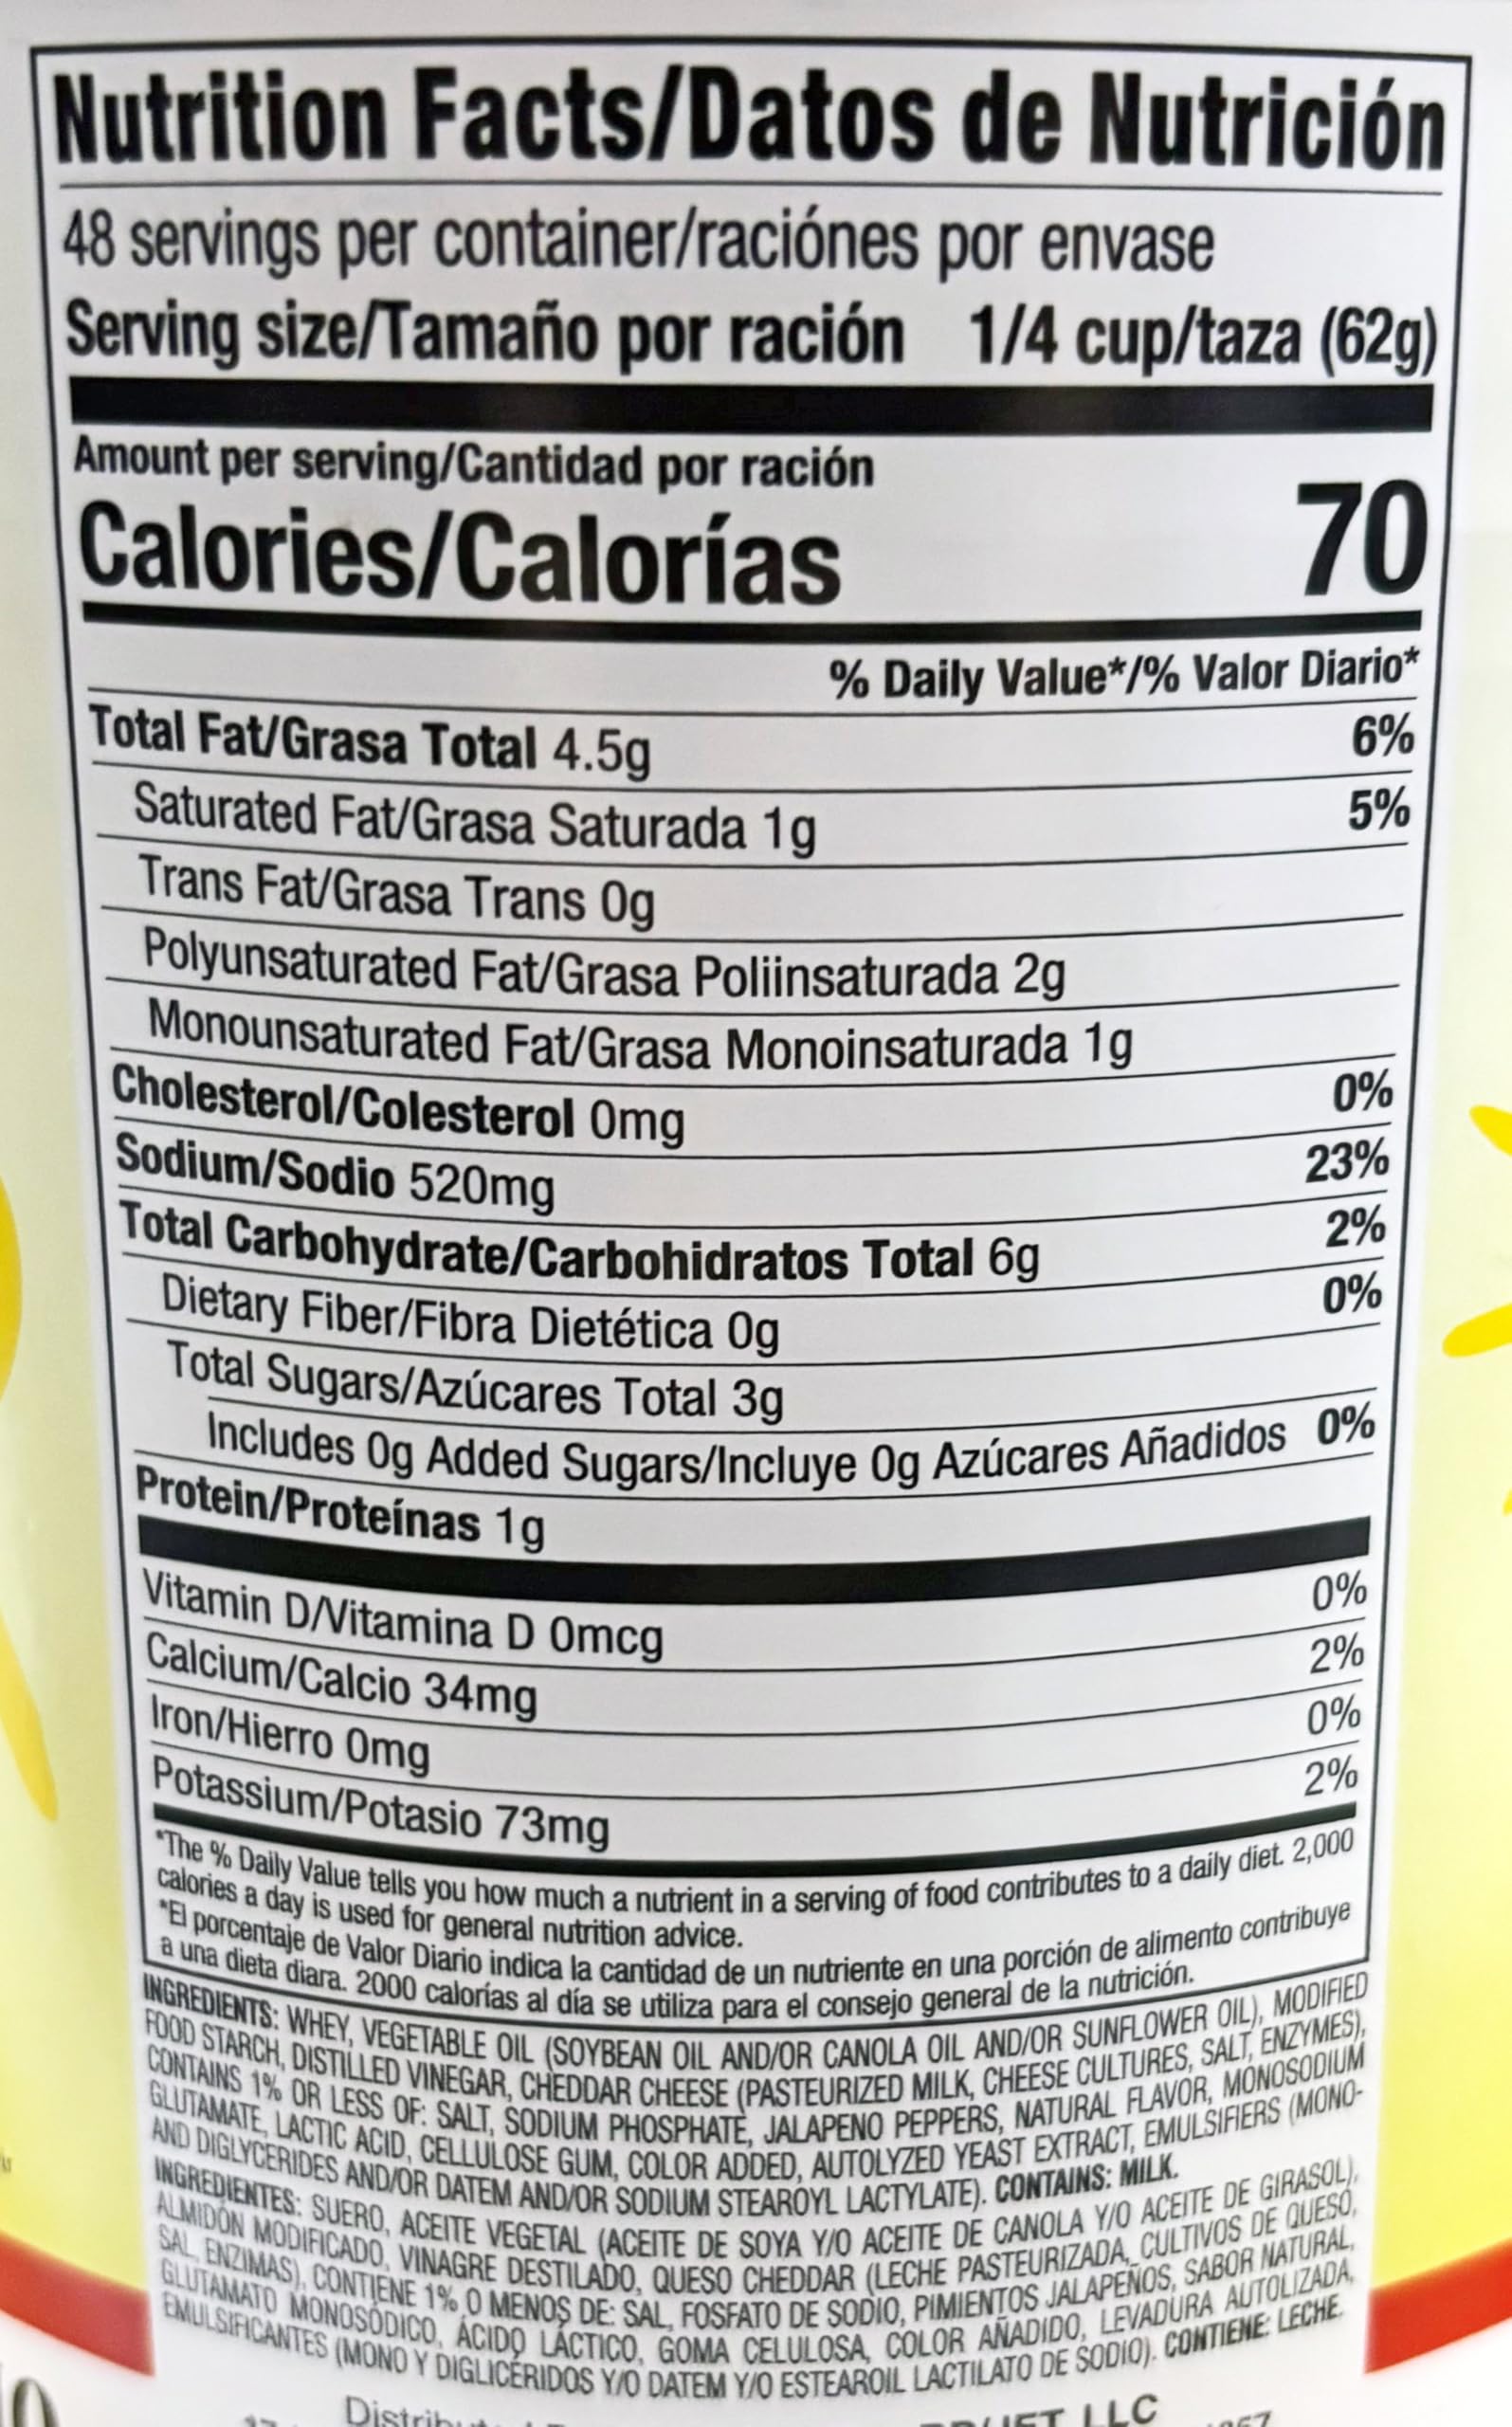 Nutrition Facts/Datos de Nutrición
48 servings per container/raciónes por envase
Serving size/Tamaño por ración 1/4 cup/taza (62g)
Amount per serving/Cantidad por ración
Calories/Calorías 70
% Daily Value*/% Valor Diario*
Total Fat/Grasa Total 4.5g 6%
Saturated Fat/Grasa Saturada 1g 5%
Trans Fat/Grasa Trans 0g
Polyunsaturated Fat/Grasa Poliinsaturada 2g
Monounsaturated Fat/Grasa Monoinsaturada 1g
Cholesterol/Colesterol 0mg 0%
Sodium/Sodio 520mg 23%
Total Carbohydrate/Carbohidratos Total 6g 2%
Dietary Fiber/Fibra Dietética 0g 0%
Total Sugars/Azúcares Total 3g
Includes 0g Added Sugars/Incluye 0g Azúcares Añadidos 0%
Protein/Proteínas 1g
Vitamin D/Vitamina D 0mcg 0%
Calcium/Calcio 34mg 2%
Iron/Hierro 0mg 0%
Potassium/Potasio 73mg 2%
*The % Daily Value tells you how much a nutrient in a serving of food contributes to a daily diet. 2,000
calories a day is used for general nutrition advice.
*El porcentaje de Valor Diario indica la cantidad de un nutriente en una porción de alimento contribuye
a una dieta diara. 2000 calorías al día se utiliza para el consejo general de la nutrición.
INGREDIENTS: WHEY, VEGETABLE OIL (SOYBEAN OIL AND/OR CANOLA OIL AND/OR SUNFLOWER OIL), MODIFIED
FOOD STARCH, DISTILLED VINEGAR, CHEDDAR CHEESE (PASTEURIZED MILK, CHEESE CULTURES, SALT, ENZYMES),
CONTAINS 1% OR LESS OF: SALT, SODIUM PHOSPHATE, JALAPENO PEPPERS, NATURAL FLAVOR, MONOSODIUM
GLUTAMATE, LACTIC ACID, CELLULOSE GUM, COLOR ADDED, AUTOLYZED YEAST EXTRACT, EMULSIFIERS (MONO-
AND DIGLYCERIDES AND/OR DATEM AND/OR SODIUM STEAROYL LACTYLATE). CONTAINS: MILK.
INGREDIENTES: SUERO, ACEITE VEGETAL (ACEITE DE SOYA Y/O ACEITE DE CANOLA Y/O ACEITE DE GIRASOL),
ALMIDÓN MODIFICADO, VINAGRE DESTILADO, QUESO CHEDDAR (LECHE PASTEURIZADA, CULTIVOS DE QUESO,
SAL, ENZIMAS), CONTIENE 1% O MENOS DE: SAL, FOSFATO DE SODIO, PIMIENTOS JALAPEÑOS, SABOR NATURAL,
GLUTAMATO MONOSÓDICO, ÁCIDO LÁCTICO, GOMA CELULOSA, COLOR AÑADIDO, LEVADURA AUTOLIZADA,
EMULSIFICANTES (MONO Y DIGLICÉRIDOS Y/O DATEM Y/O ESTEAROIL LACTILATO DE SODIO). CONTIENE: LECHE.
LLC